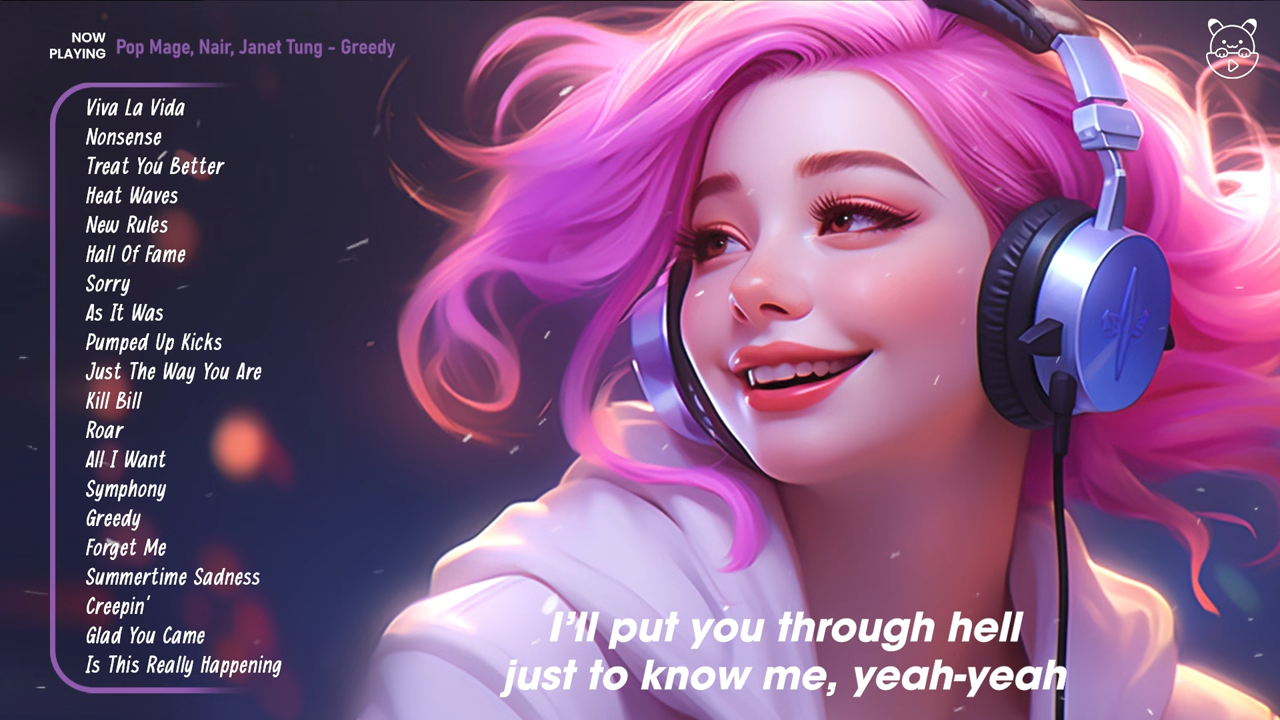 NOW
PLAYING
Pop Mage, Nair, Janet Tung - Greedy
Viva La Vida
Nonsense
Treat You Better
Heat Waves
New Rules
Hall Of Fame
Sorry
As It Was
Pumped Up Kicks
Just The Way You Are
Kill Bill
Roar
All I Want
Symphony
Greedy
Forget Me
Summertime Sadness
Creepin'
Glad You Came
Is This Really Happening
I'll put you through hell
just to know me, yeah-yeah